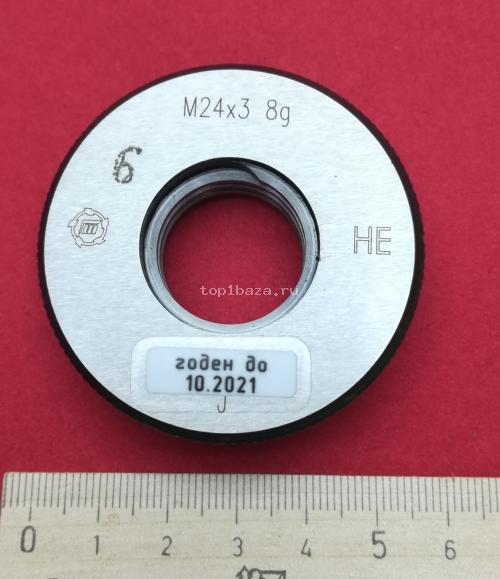 M24x3 8g
6
HE
top1baza.ru
годен до
10.2021
J
0 1 2 3 4 5 6